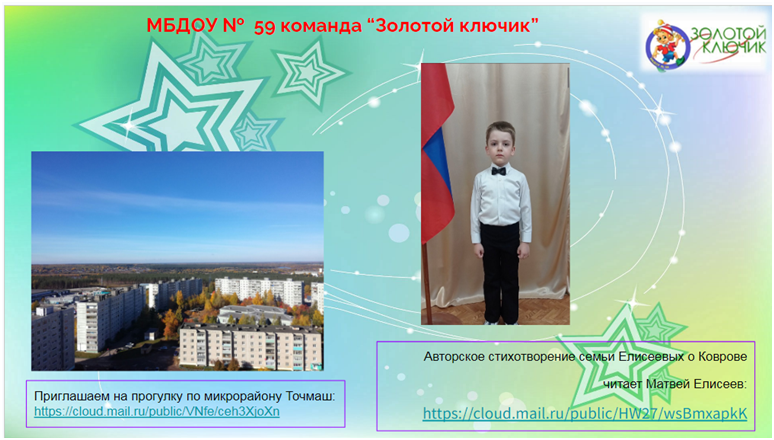 МБДОУ № 59 команда “Золотой ключик”
ЗОЛОТОЙ
КЛЮЧИК
Приглашаем на прогулку по микрорайону Точмаш:
https://cloud.mail.ru/public/VNfe/ceh3XjoXn
Авторское стихотворение семьи Елисеевых о Коврове
читает Матвей Елисеев:
https://cloud.mail.ru/public/HW27/wsBmxapkK